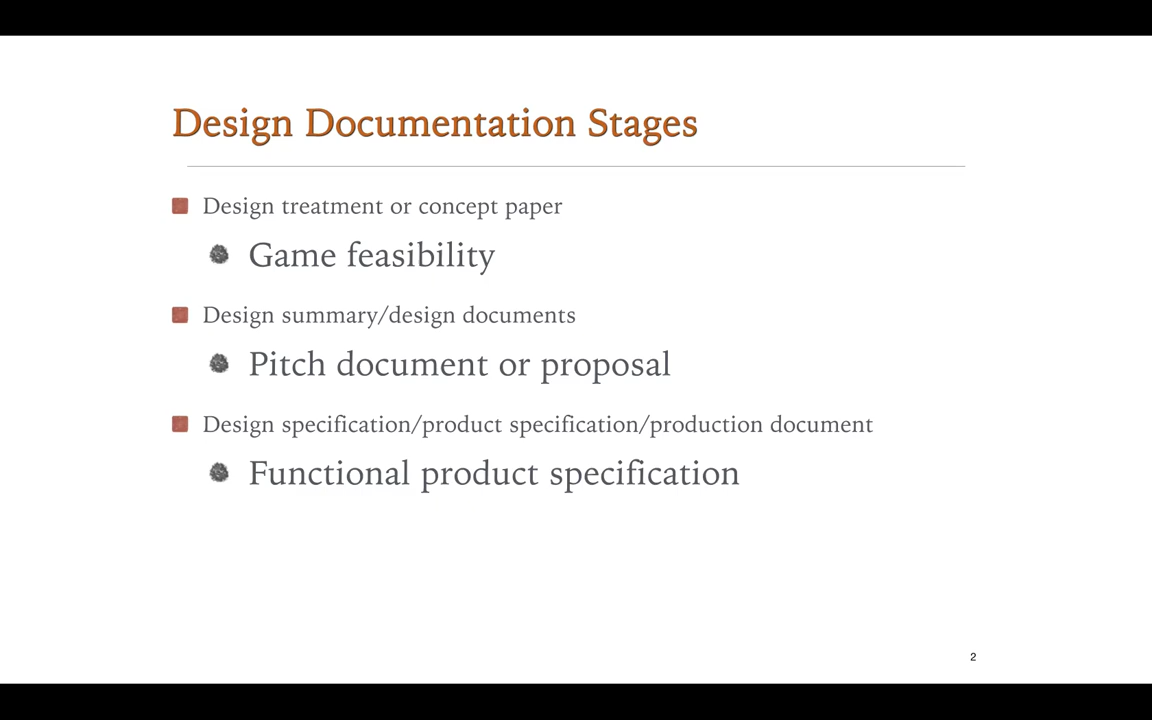 Design Documentation Stages
Design treatment or concept paper
Game feasibility
Design summary/design documents
Pitch document or proposal
Design specification/product specification/production document
Functional product specification
2